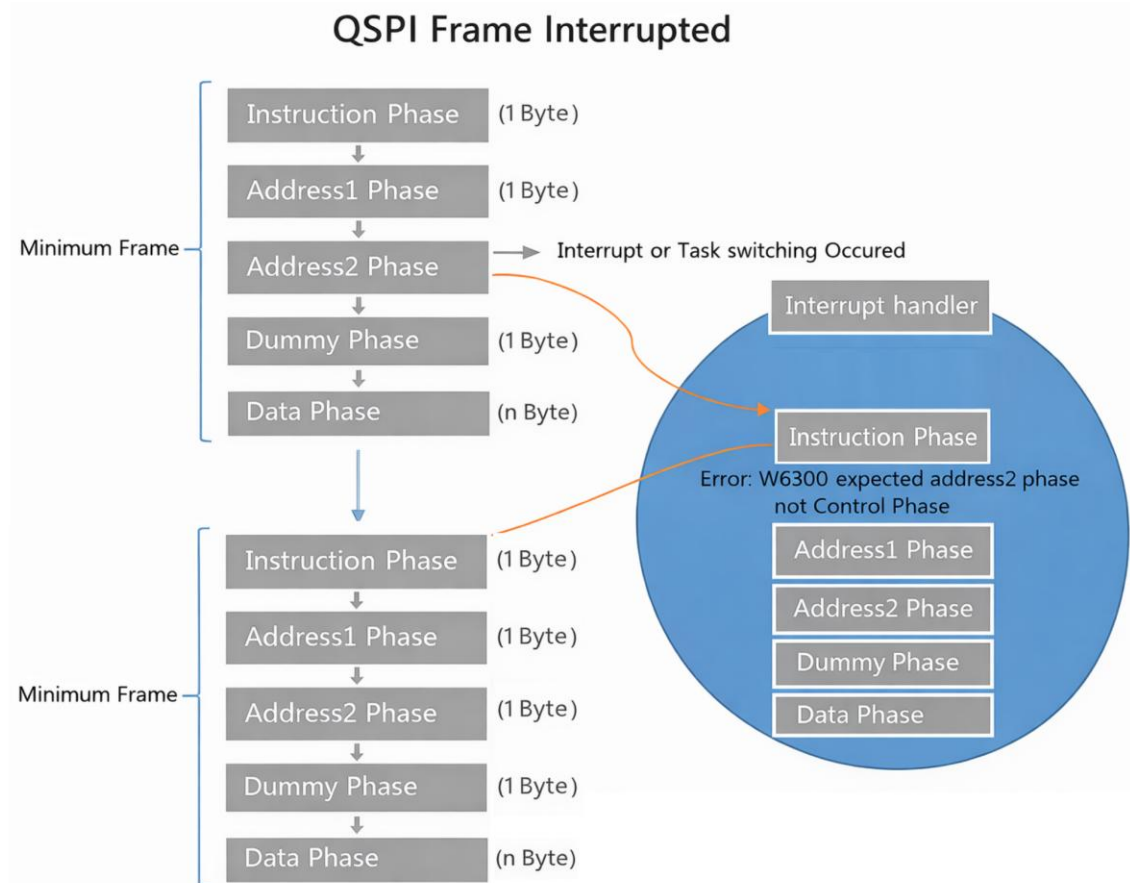 QSPI Frame Interrupted
Instruction Phase (1 Byte)
Address1 Phase (1 Byte)
Minimum Frame
Address2 Phase
Interrupt or Task switching Occured
Dummy Phase (1 Byte)
Data Phase (n Byte)
Interrupt handler
Instruction Phase
Error: W6300 expected address2 phase
not Control Phase
Address1 Phase
Address2 Phase
Dummy Phase
Data Phase
Instruction Phase (1 Byte)
Address1 Phase (1 Byte)
Minimum Frame
Address2 Phase (1 Byte)
Dummy Phase (1 Byte)
Data Phase (n Byte)